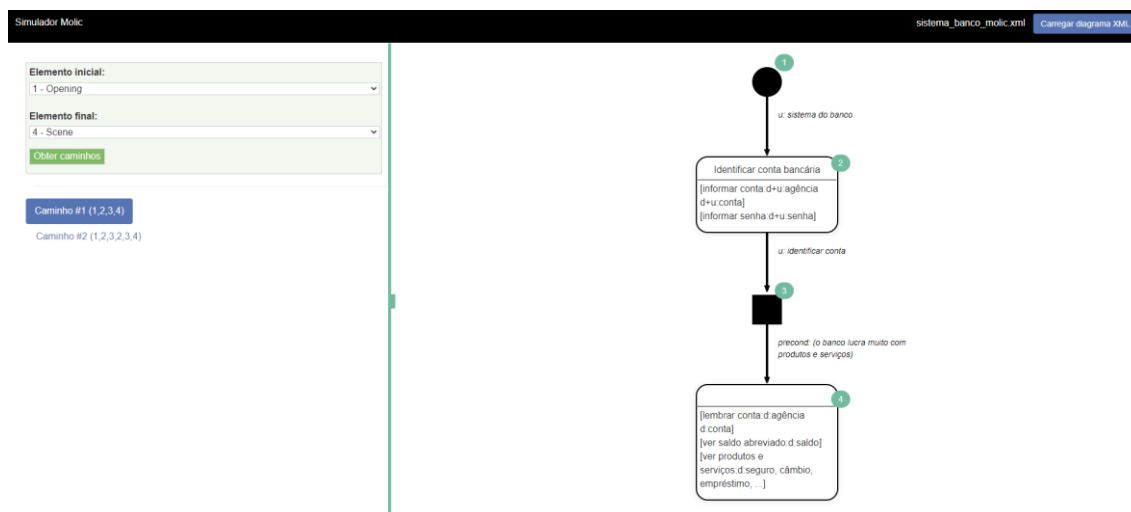 Simulador Molic
sistema_banco_molic.xml
Carregar diagrama XML
Elemento inicial:
1 - Opening
Elemento final:
4 - Scene
Obter caminhos
Caminho #1 (1,2,3,4)
Caminho #2 (1,2,3,2,3,4)
1
u: sistema do banco
2
Identificar conta bancária
[informar conta:d+u:agência
d+u:conta]
[informar senha:d+u:senha]
u: identificar conta
3
precond: (o banco lucra muito com
produtos e serviços)
4
[lembrar conta:d:agência
d:conta]
[ver saldo abreviado:d:saldo]
[ver produtos e
serviços:d:seguro, câmbio,
empréstimo, ...]